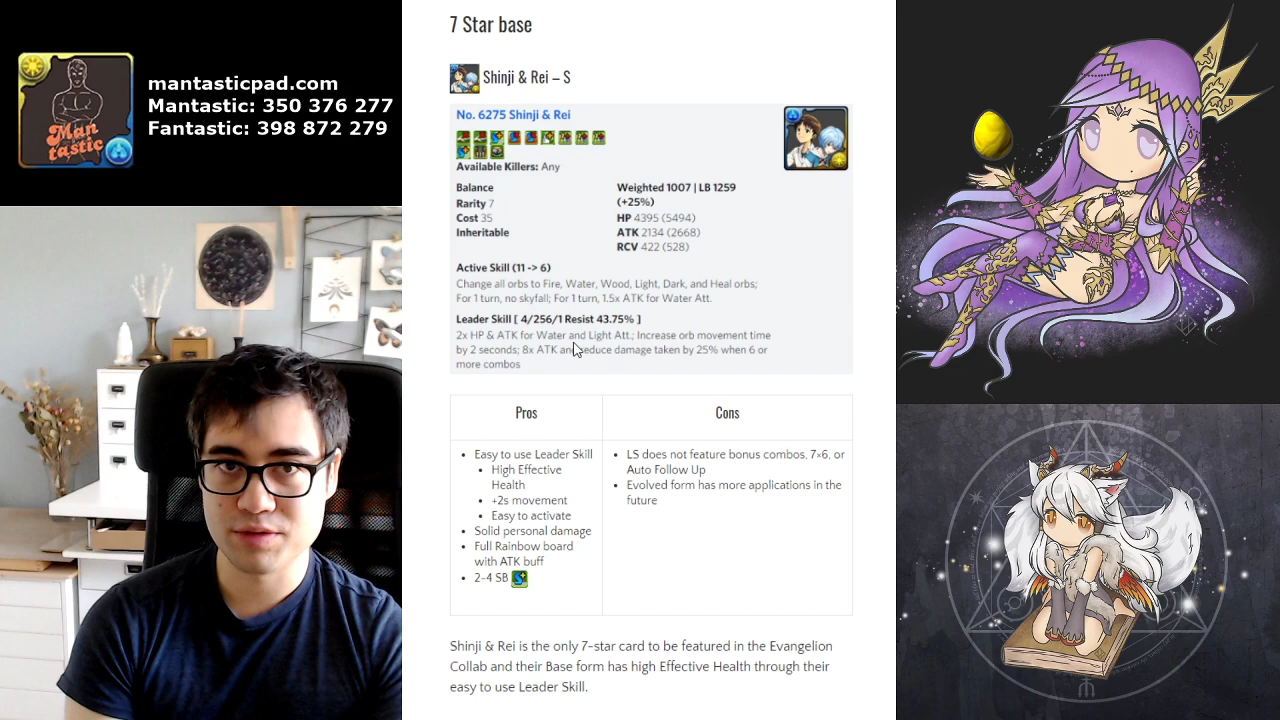 Man
tastic
mantasticpad.com
Mantastic: 350 376 277
Fantastic: 398 872 279
7 Star base
Shinji & Rei – S
No. 6275 Shinji & Rei
Available Killers: Any
Balance
Rarity 7
Cost 35
Inheritable
Weighted 1007 | LB 1259
(+25%)
HP 4395 (5494)
ATK 2134 (2668)
RCV 422 (528)
Active Skill (11 -> 6)
Change all orbs to Fire, Water, Wood, Light, Dark, and Heal orbs;
For 1 turn, no skyfall; For 1 turn, 1.5x ATK for Water Att.
Leader Skill [ 4/256/1 Resist 43.75% ]
2x HP & ATK for Water and Light Att.; Increase orb movement time
by 2 seconds; 8x ATK and reduce damage taken by 25% when 6 or
more combos
Pros
Easy to use Leader Skill
High Effective
Health
+2s movement
Easy to activate
Solid personal damage
Full Rainbow board
with ATK buff
2-4 SB
Cons
LS does not feature bonus combos, 7×6, or
Auto Follow Up
Evolved form has more applications in the
future
Shinji & Rei is the only 7-star card to be featured in the Evangelion
Collab and their Base form has high Effective Health through their
easy to use Leader Skill.